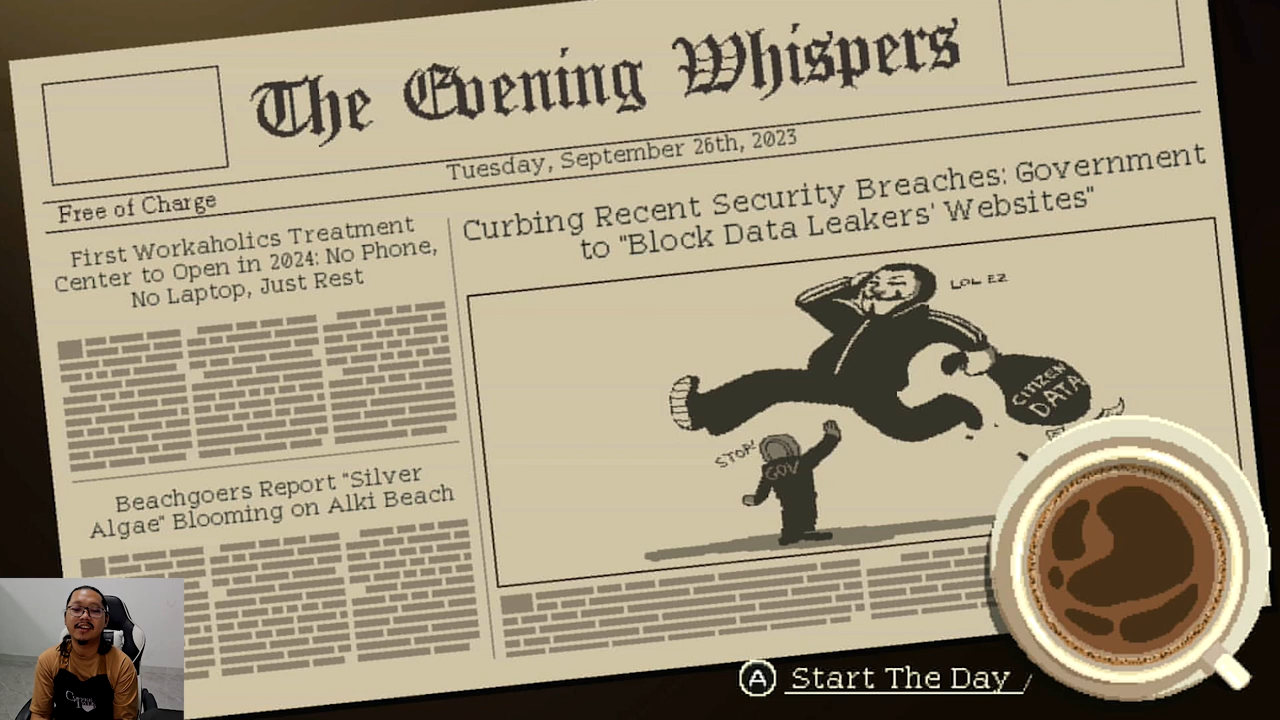 The Evening Whispers
Tuesday, September 26th, 2023
Free of Charge
First Workaholics Treatment
Center to Open in 2024: No Phone,
No Laptop, Just Rest
Beachgoers Report "Silver
Algae" Blooming on Alki Beach
Curbing Recent Security Breaches: Government
to "Block Data Leakers' Websites"
LOL EZ
CITIZEN
DATA
STOP!
GOV
A Start The Day